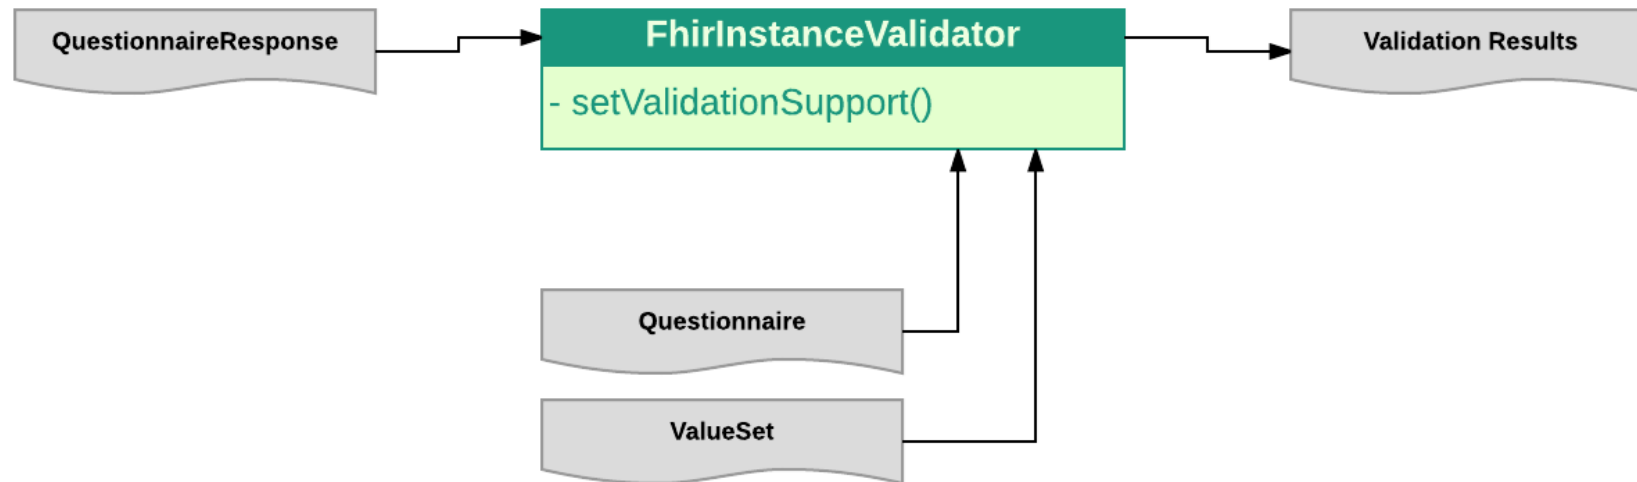 QuestionnaireResponse
FhirInstanceValidator
- setValidationSupport()
Validation Results
Questionnaire
ValueSet